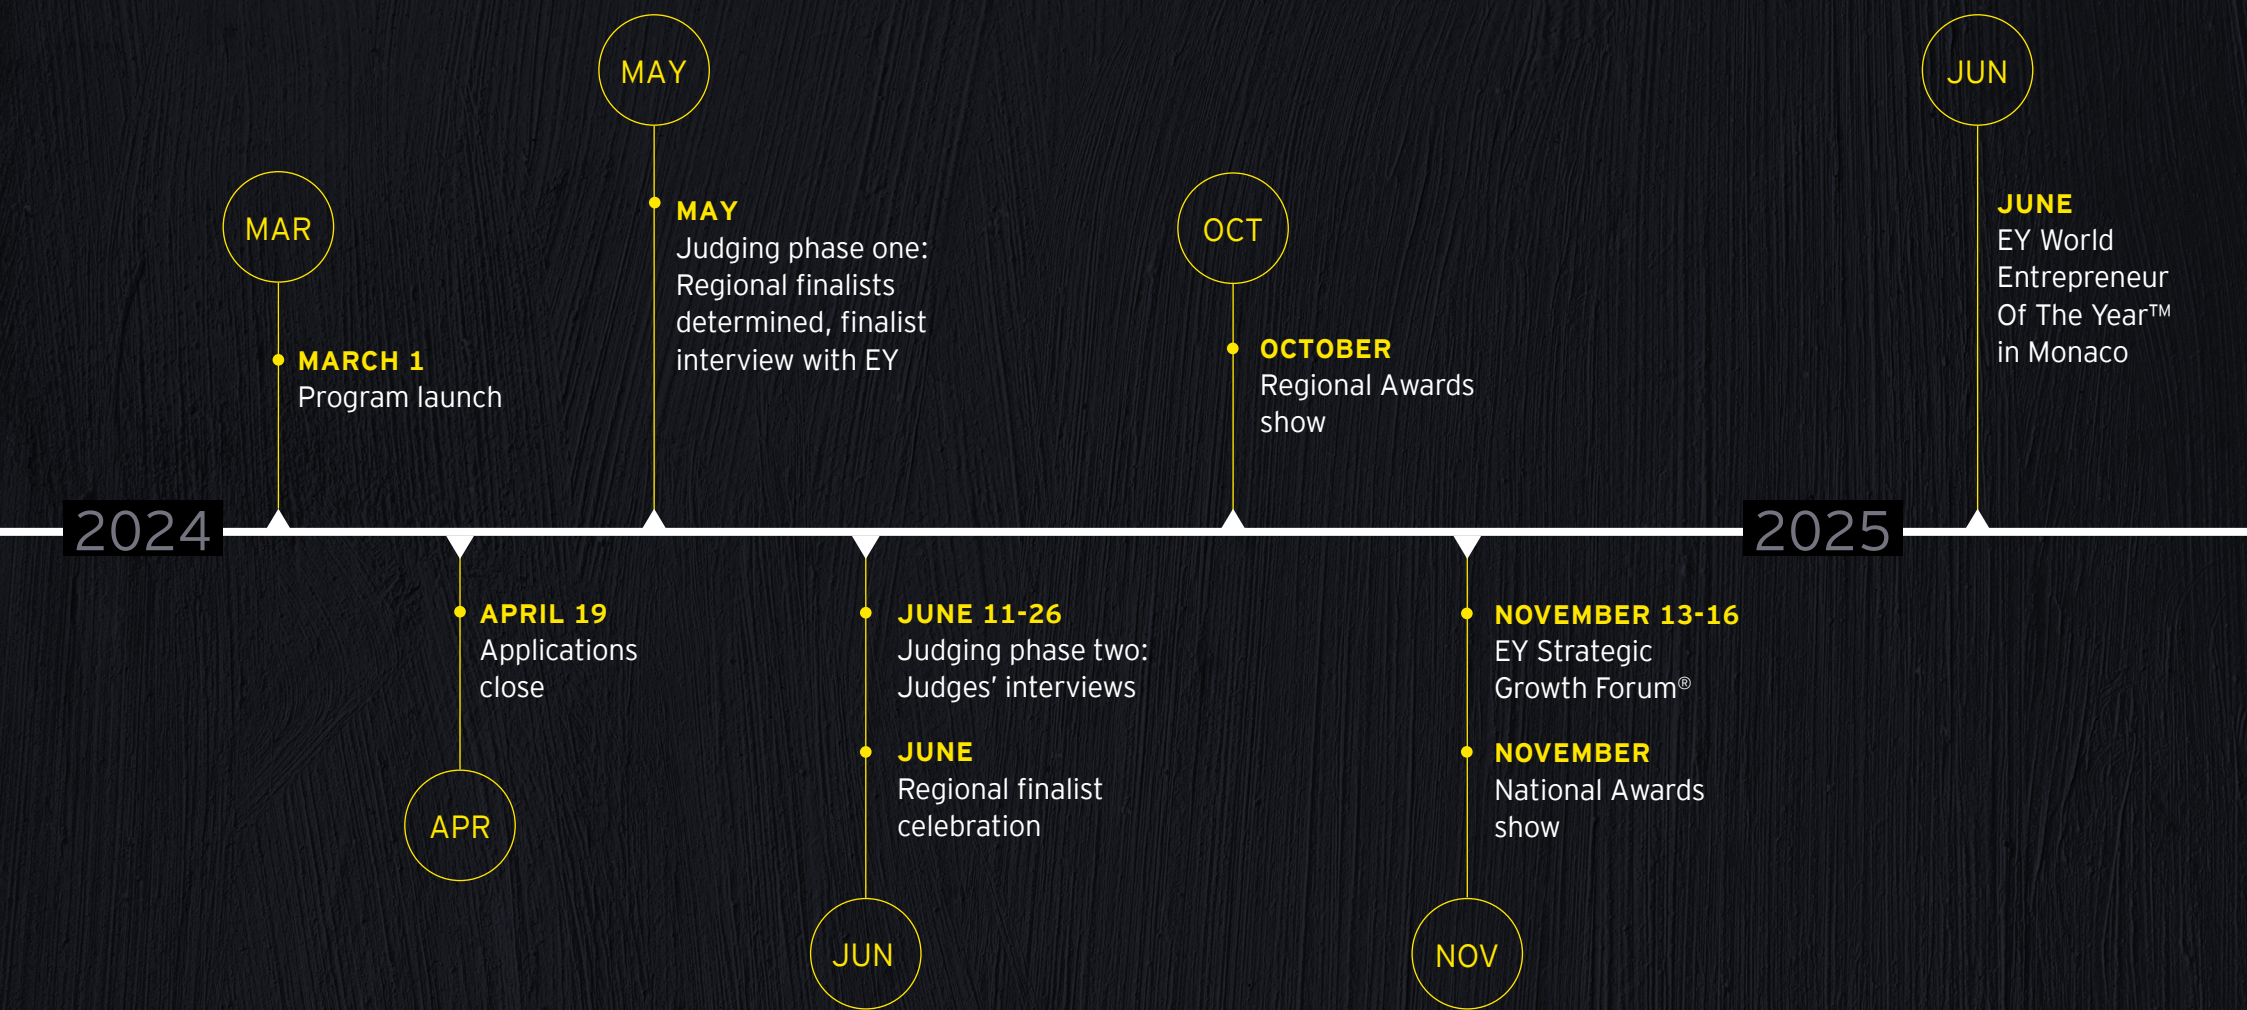 2024
MAR
MARCH 1
Program launch
APRIL 19
Applications
close
APR
MAY
MAY
Judging phase one:
Regional finalists
determined, finalist
interview with EY
JUNE 11-26
Judging phase two:
Judges’ interviews
JUNE
Regional finalist
celebration
JUN
OCT
OCTOBER
Regional Awards
show
NOVEMBER 13-16
EY Strategic
Growth Forum®
NOVEMBER
National Awards
show
NOV
2025
JUN
JUNE
EY World
Entrepreneur
Of The Year™
in Monaco